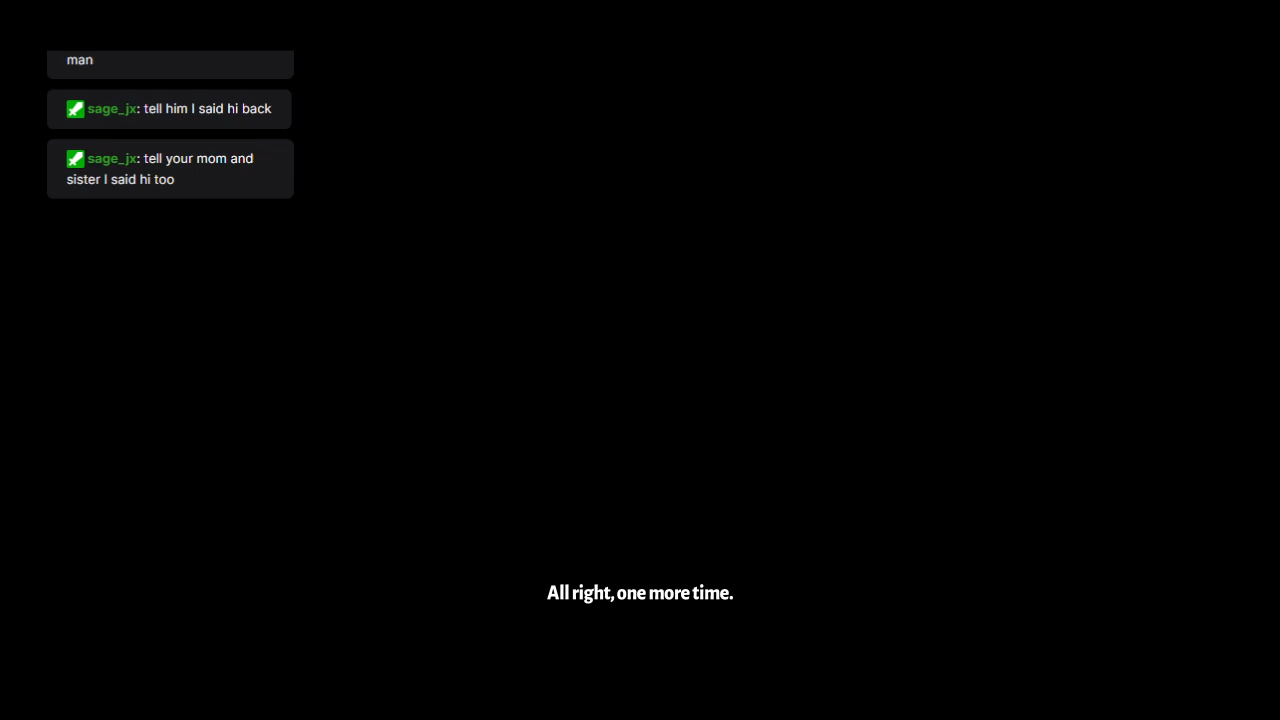 man
sage_jx: tell him I said hi back
sage_jx: tell your mom and
sister I said hi too
All right, one more time.